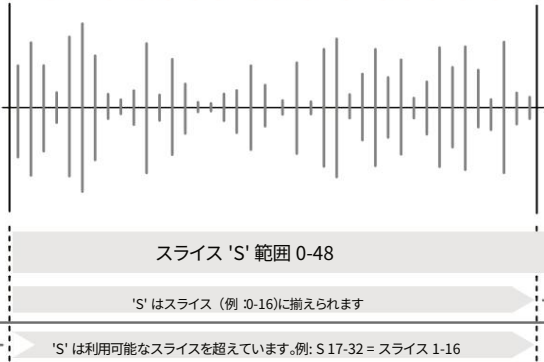 スライス 'S' 範囲 0-48
'S' はスライス（例 :0-16)に揃えられます
'S' は利用可能なスライスを超えています。例: S 17-32 = スライス 1-16